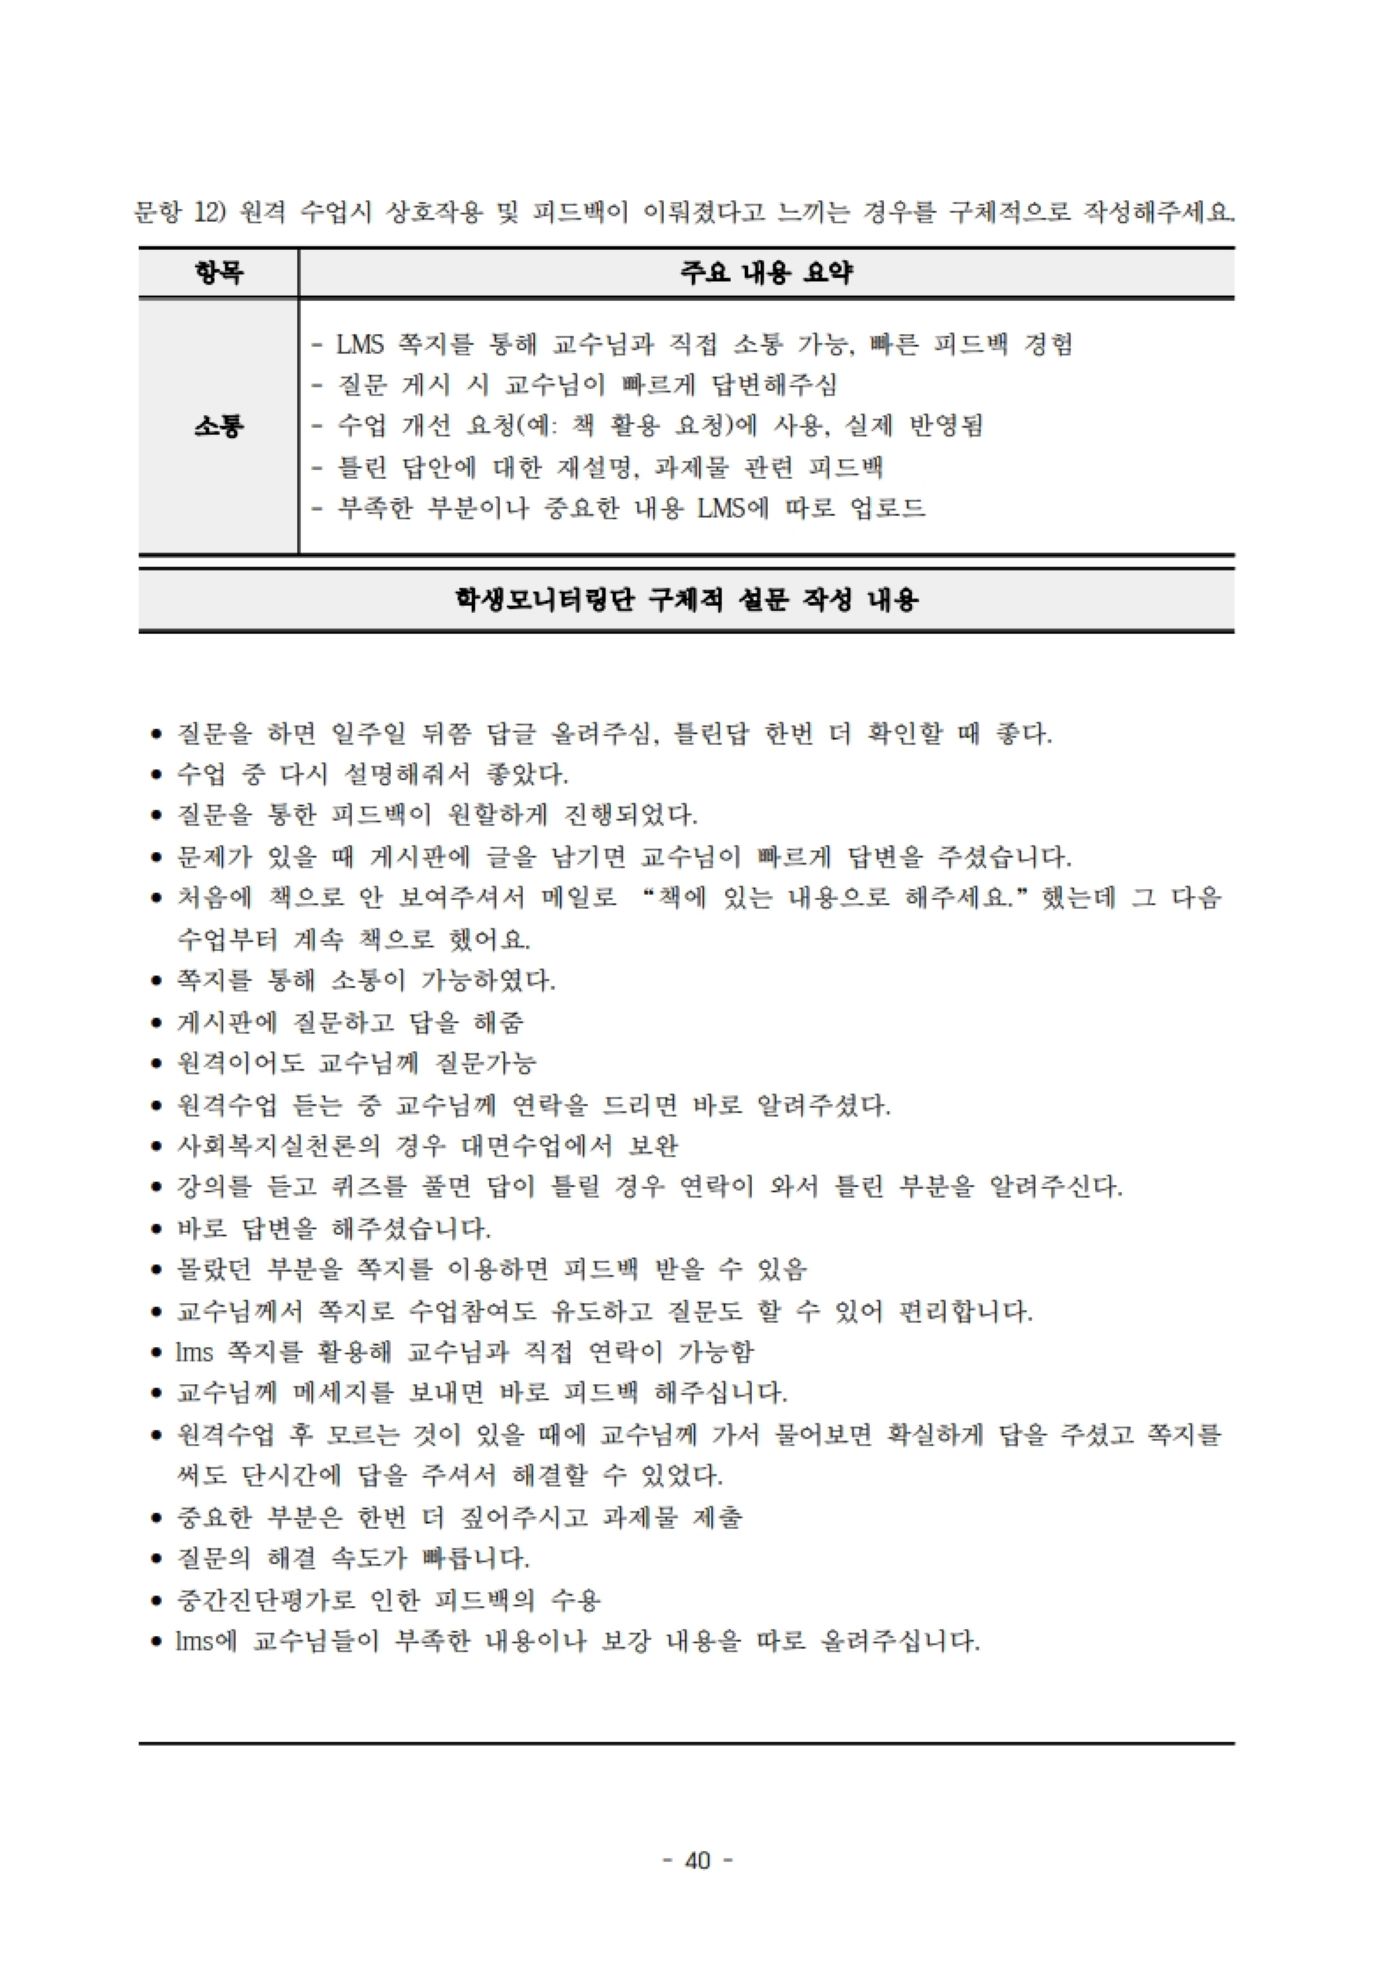 문항 12) 원격 수업시 상호작용 및 피드백이 이뤄졌다고 느끼는 경우를 구체적으로 작성해주세요.
항목
주요 내용 요약
소통
- LMS 쪽지를 통해 교수님과 직접 소통 가능, 빠른 피드백 경험
- 질문 게시 시 교수님이 빠르게 답변해주심
- 수업 개선 요청(예: 책 활용 요청)에 사용, 실제 반영됨
- 틀린 답안에 대한 재설명, 과제물 관련 피드백
- 부족한 부분이나 중요한 내용 LMS에 따로 업로드
학생모니터링단 구체적 설문 작성 내용
• 질문을 하면 일주일 뒤쯤 답글 올려주심, 틀린답 한번 더 확인할 때 좋다.
• 수업 중 다시 설명해줘서 좋았다.
• 질문을 통한 피드백이 원할하게 진행되었다.
• 문제가 있을 때 게시판에 글을 남기면 교수님이 빠르게 답변을 주셨습니다.
• 처음에 책으로 안 보여주셔서 메일로 “책에 있는 내용으로 해주세요.” 했는데 그 다음
수업부터 계속 책으로 했어요.
• 쪽지를 통해 소통이 가능하였다.
• 게시판에 질문하고 답을 해줌
• 원격이어도 교수님께 질문가능
• 원격수업 듣는 중 교수님께 연락을 드리면 바로 알려주셨다.
• 사회복지실천론의 경우 대면수업에서 보완
• 강의를 듣고 퀴즈를 풀면 답이 틀릴 경우 연락이 와서 틀린 부분을 알려주신다.
• 바로 답변을 해주셨습니다.
• 몰랐던 부분을 쪽지를 이용하면 피드백 받을 수 있음
• 교수님께서 쪽지로 수업참여도 유도하고 질문도 할 수 있어 편리합니다.
• lms 쪽지를 활용해 교수님과 직접 연락이 가능함
• 교수님께 메세지를 보내면 바로 피드백 해주십니다.
• 원격수업 후 모르는 것이 있을 때에 교수님께 가서 물어보면 확실하게 답을 주셨고 쪽지를
써도 단시간에 답을 주셔서 해결할 수 있었다.
• 중요한 부분은 한번 더 짚어주시고 과제물 제출
• 질문의 해결 속도가 빠릅니다.
• 중간진단평가로 인한 피드백의 수용
• lms에 교수님들이 부족한 내용이나 보강 내용을 따로 올려주십니다.
- 40 -